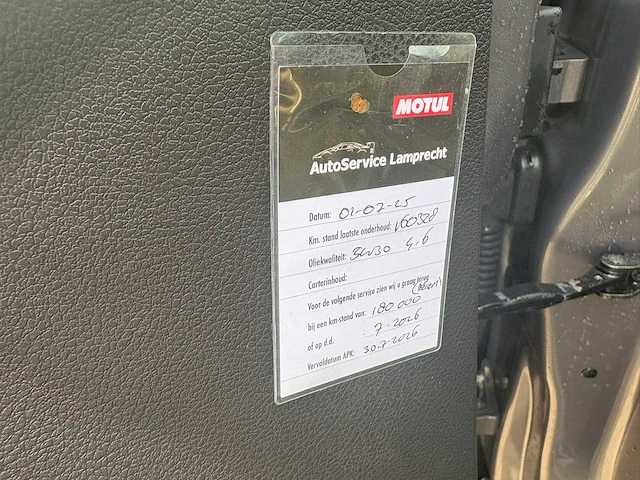 MOTUL
AutoService Lamprecht
Datum: 01-07-25
Km. stand laatste onderhoud: 160328
Oliekwaliteit: 5W30 4.6
Carterinhoud:
Voor de volgende service zien wij u graag terug
bij een km-stand van: 180.000
of op d.d. : 7-2026
Vervaldatum APK: 30-7-2026